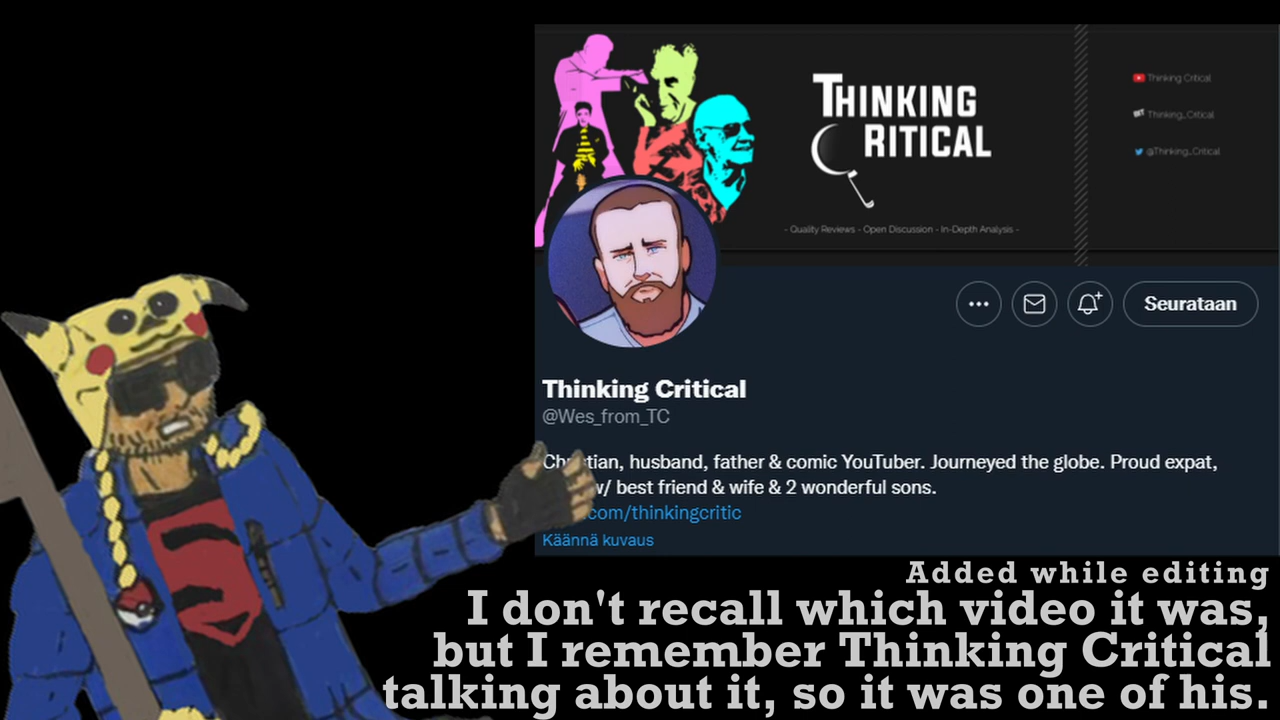 THINKING
CRITICAL
- Quality Reviews - Open Discussion - In-Depth Analysis -
Thinking Critical
Thinking_Critical
@Thinking_Critical
Seurataan
Thinking Critical
@Wes_from_TC
husband, father & comic YouTuber. Journeyed the globe. Proud expat,
w/ best friend & wife & 2 wonderful sons.
com/thinkingcritic
Käännä kuvaus
Added while editing
I don't recall which video it was,
but I remember Thinking Critical
talking about it, so it was one of his.